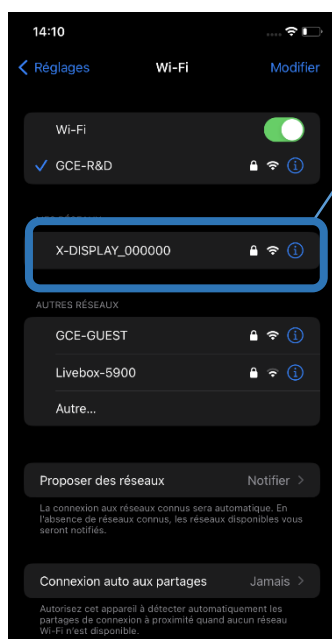 14:10
Réglages Wi-Fi Modifier
Wi-Fi
GCE-R&D
X-DISPLAY_000000
AUTRES RÉSEAUX
GCE-GUEST
Livebox-5900
Autre...
Proposer des réseaux Notifier
La connexion aux réseaux connus sera automatique. En
l'absence de réseaux connus, les réseaux disponibles vous
seront notifiés.
Connexion auto aux partages Jamais
Autorisez cet appareil à détecter automatiquement les
partages de connexion à proximité quand aucun réseau
Wi-Fi n'est disponible.